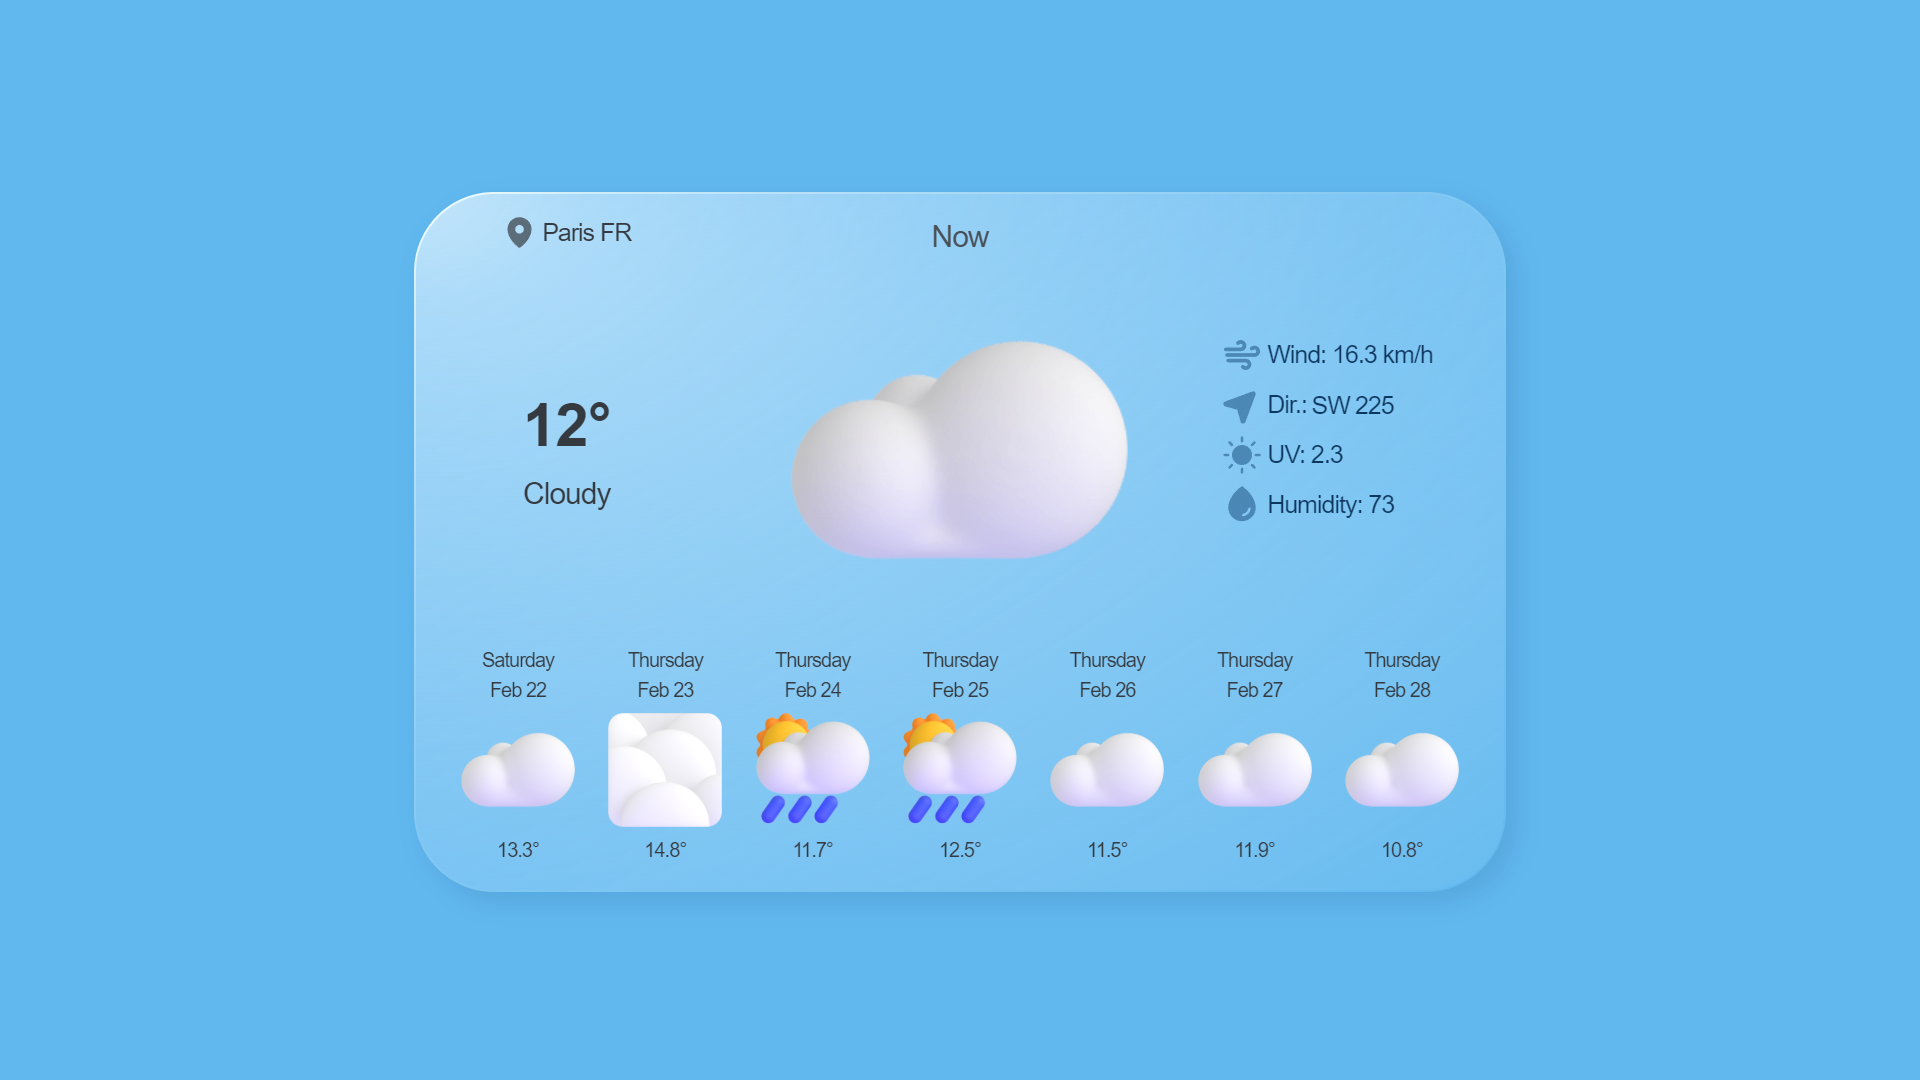 Paris FR
Now
12°
Cloudy
Wind: 16.3 km/h
Dir.: SW 225
UV: 2.3
Humidity: 73
Saturday
Feb 22
13.3°
Thursday
Feb 23
14.8°
Thursday
Feb 24
11.7°
Thursday
Feb 25
12.5°
Thursday
Feb 26
11.5°
Thursday
Feb 27
11.9°
Thursday
Feb 28
10.8°